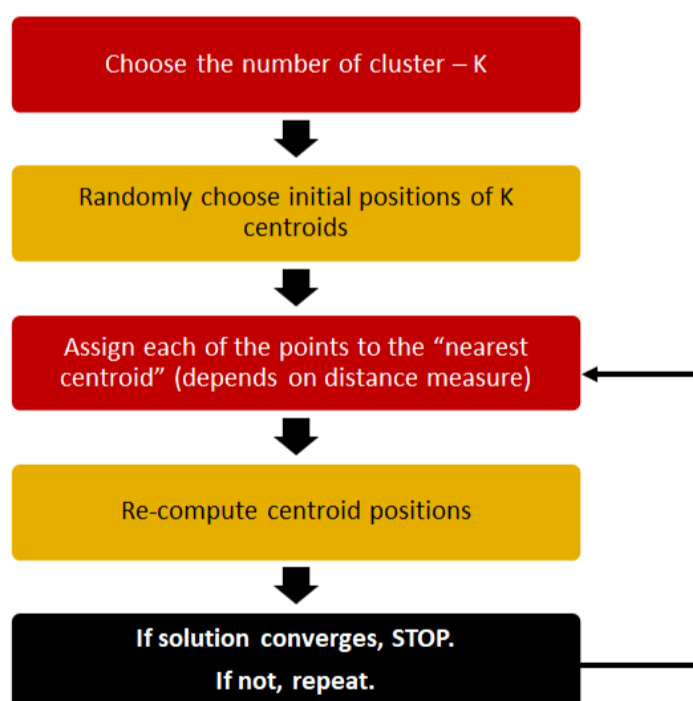 Choose the number of cluster – K
Randomly choose initial positions of K
centroids
Assign each of the points to the “nearest
centroid” (depends on distance measure)
Re-compute centroid positions
If solution converges, STOP.
If not, repeat.